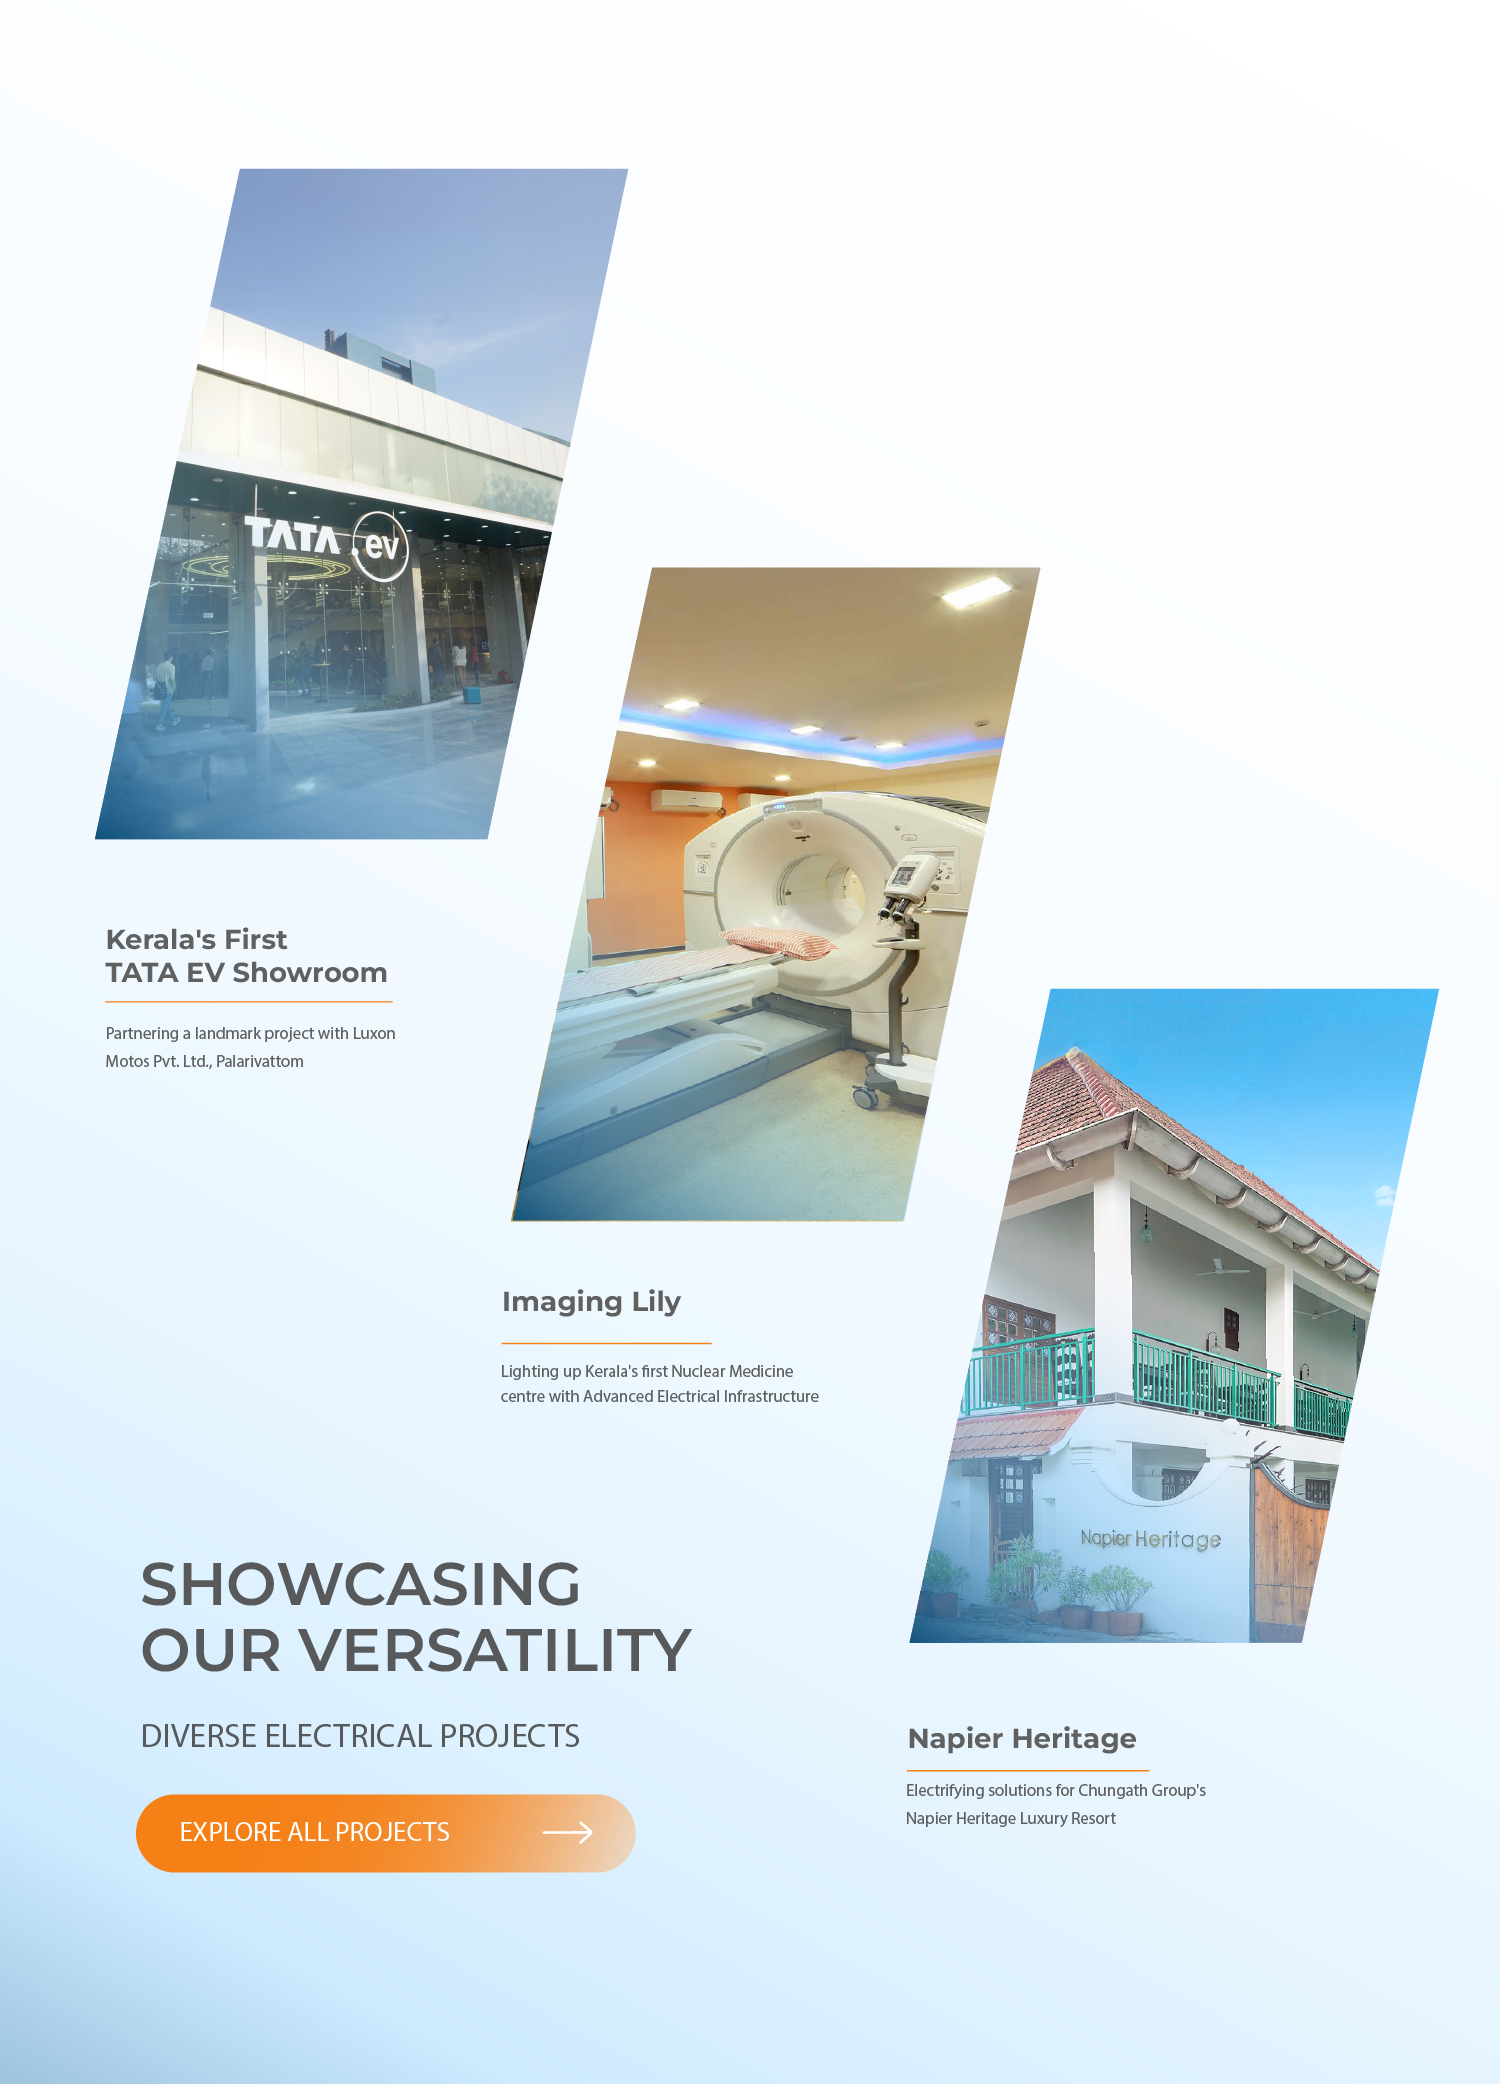 TATA .ev
Kerala's First
TATA EV Showroom
Partnering a landmark project with Luxon
Motos Pvt. Ltd., Palarivattom
Imaging Lily
Lighting up Kerala's first Nuclear Medicine
centre with Advanced Electrical Infrastructure
Napier Heritage
SHOWCASING
OUR VERSATILITY
DIVERSE ELECTRICAL PROJECTS
EXPLORE ALL PROJECTS
Napier Heritage
Electrifying solutions for Chungath Group's
Napier Heritage Luxury Resort